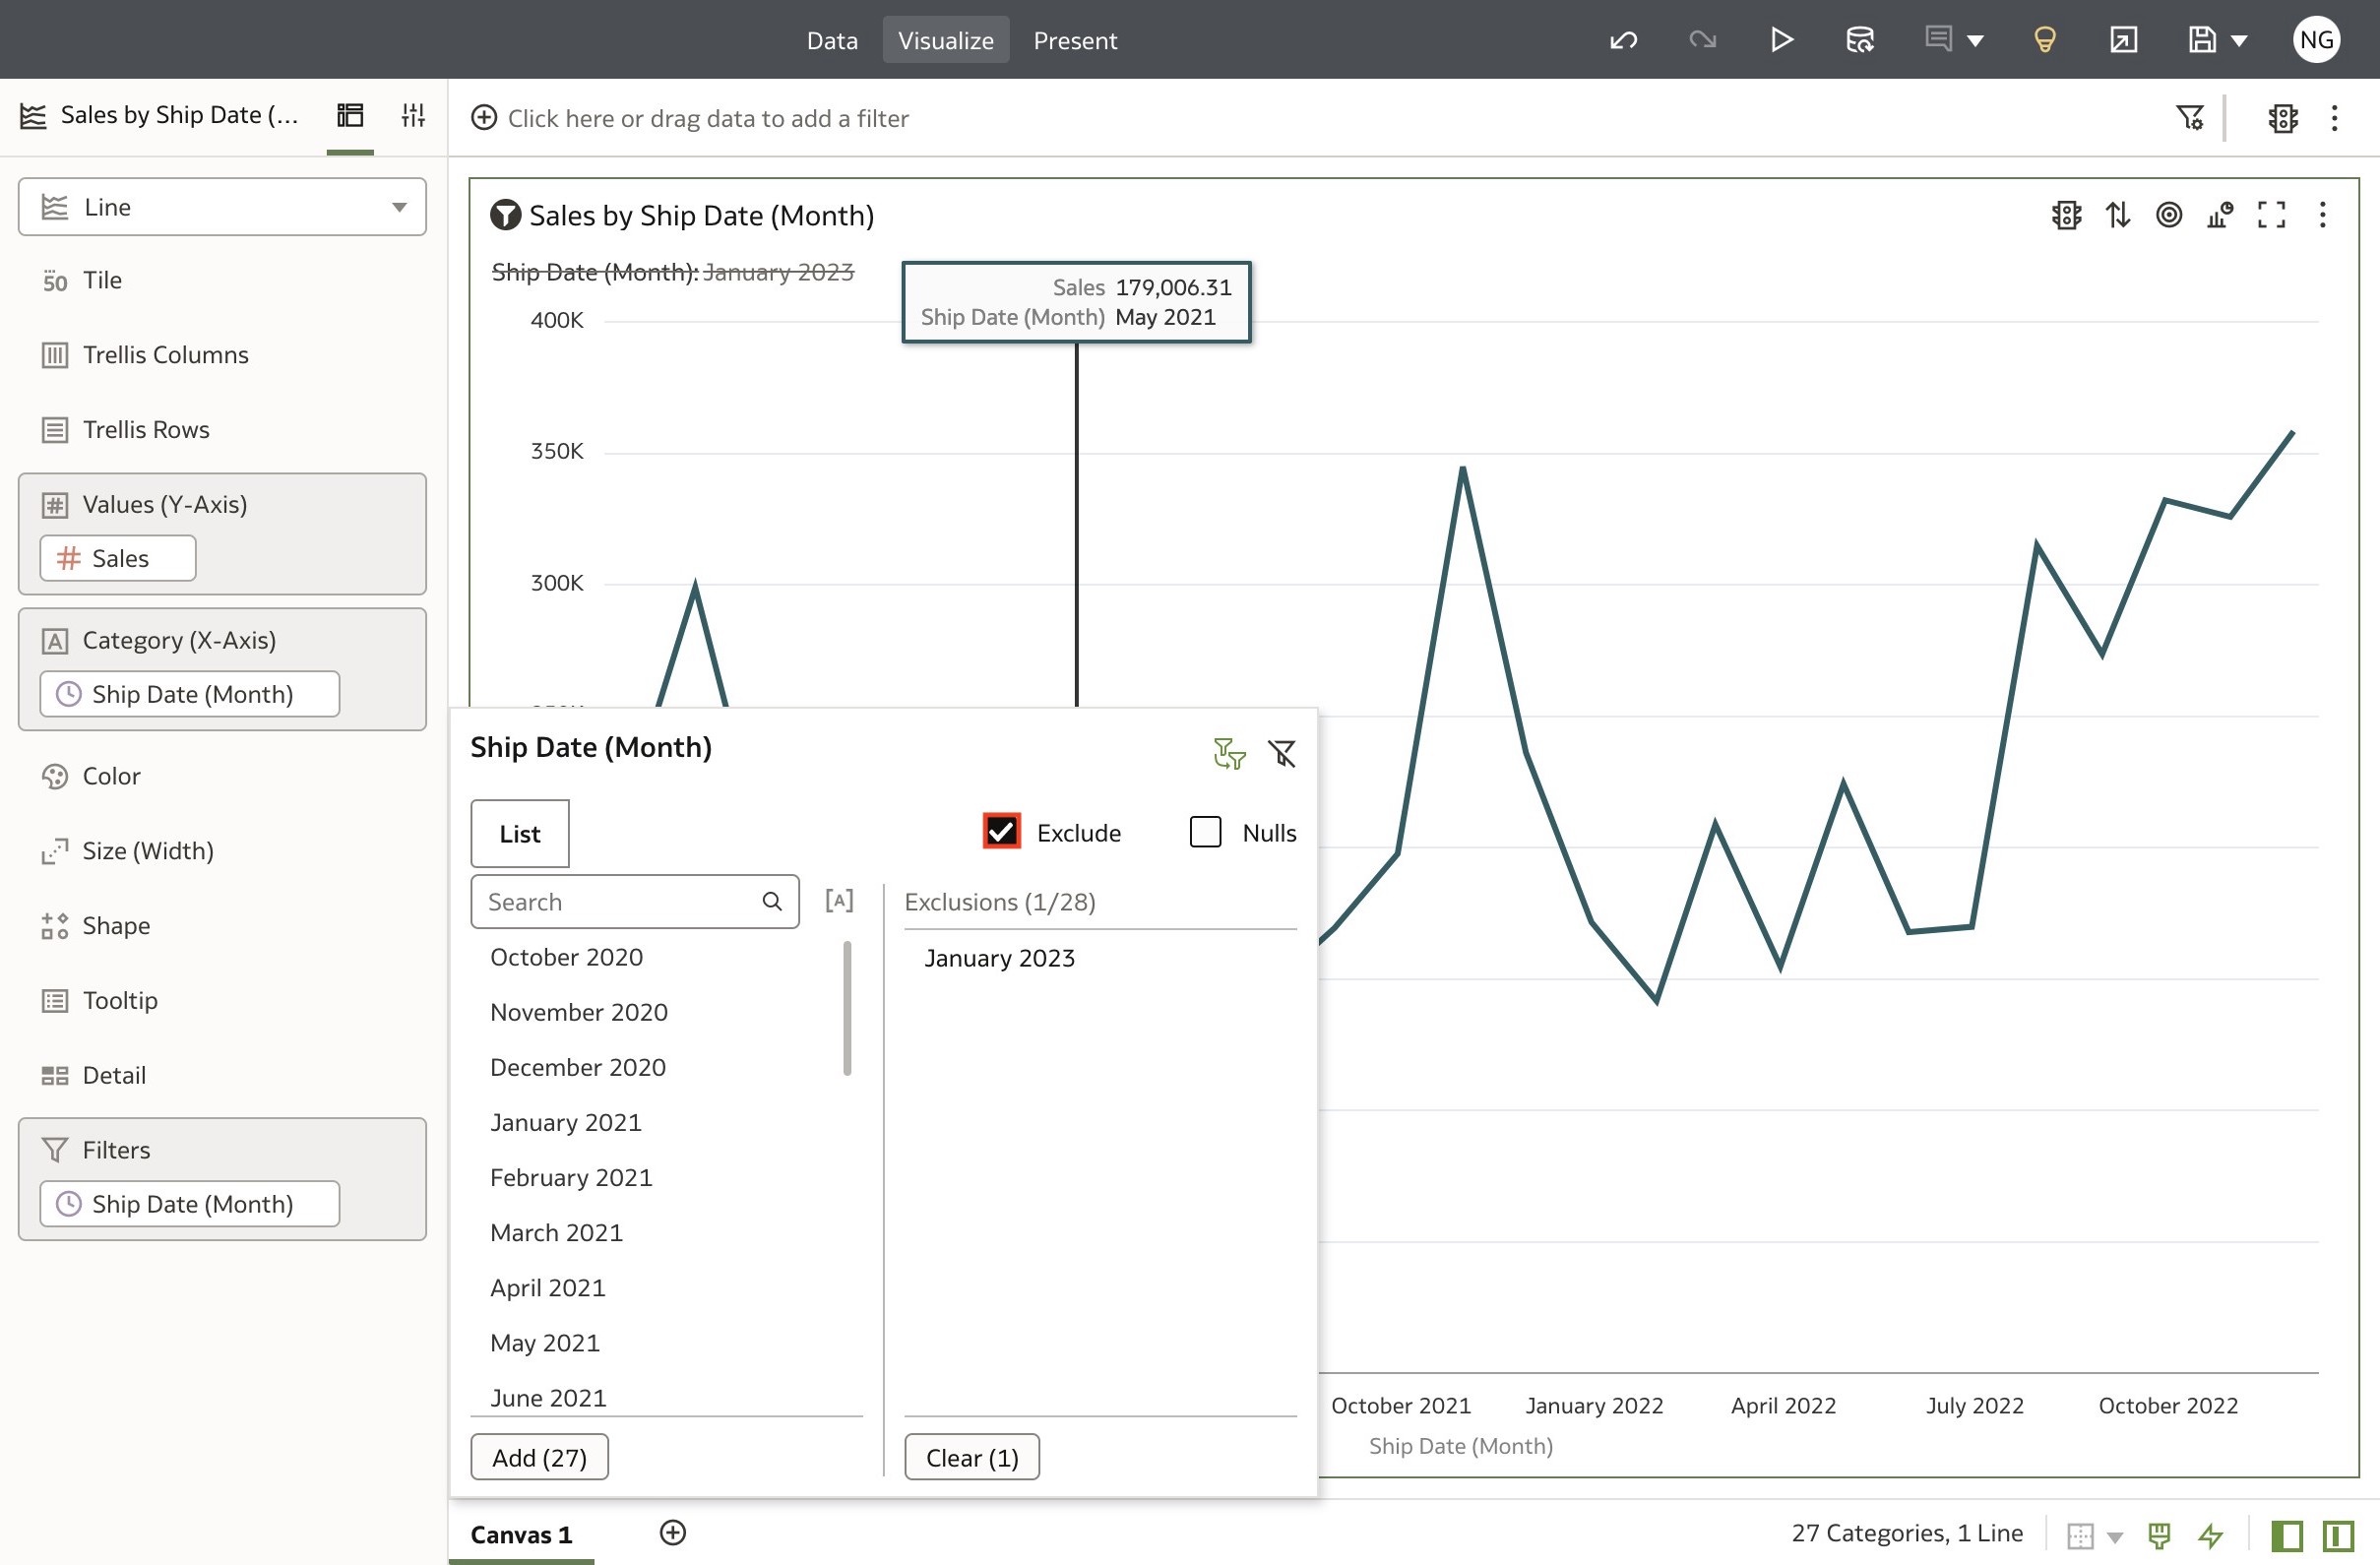 Data Visualize Present
NG
Sales by Ship Date (...
Click here or drag data to add a filter
Line
Tile
Trellis Columns
Trellis Rows
Values (Y-Axis)
Sales
Category (X-Axis)
Ship Date (Month)
Color
Size (Width)
Shape
Tooltip
Detail
Filters
Ship Date (Month)
Sales by Ship Date (Month)
Ship Date (Month): January 2023
Sales 179,006.31
Ship Date (Month) May 2021
400K
350K
300K
Ship Date (Month)
List
Exclude
Nulls
Search
[A]
Exclusions (1/28)
October 2020
November 2020
December 2020
January 2021
February 2021
March 2021
April 2021
May 2021
June 2021
January 2023
Add (27)
Clear (1)
October 2021 January 2022 April 2022 July 2022 October 2022
Ship Date (Month)
Canvas 1
27 Categories, 1 Line